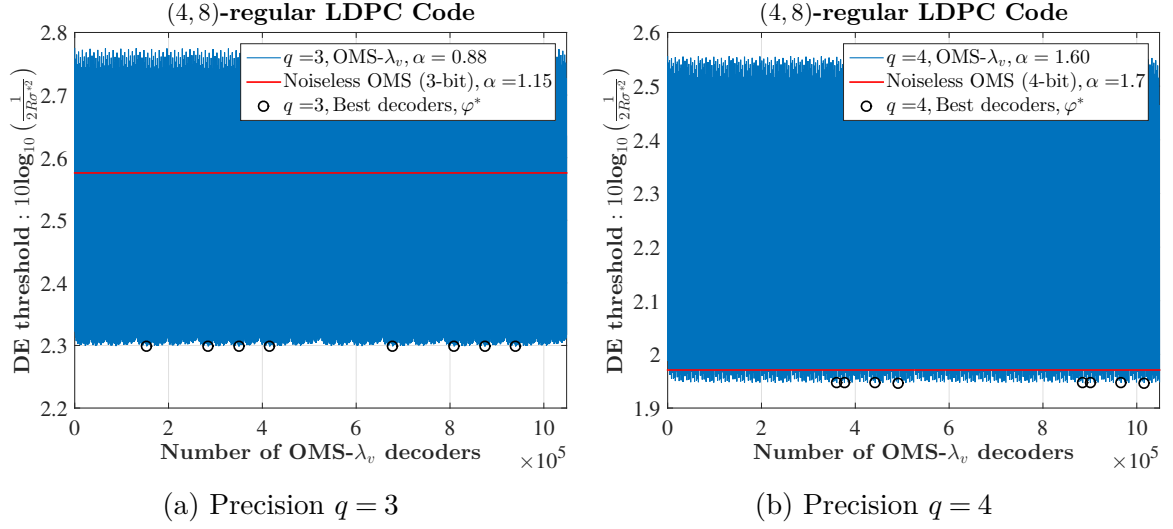 (4, 8)-regular LDPC Code
DE threshold : 10log₁₀ (1/(2Rσ*²))
2.8
2.7
2.6
2.5
2.4
2.3
2.2
q = 3, OMS-λᵥ, α = 0.88
Noiseless OMS (3-bit), α = 1.15
q = 3, Best decoders, φ*
0 2 4 6 8 10
×10⁵
Number of OMS-λᵥ decoders
(a) Precision q = 3
(4, 8)-regular LDPC Code
DE threshold : 10log₁₀ (1/(2Rσ*²))
2.6
2.5
2.4
2.3
2.2
2.1
2
1.9
q = 4, OMS-λᵥ, α = 1.60
Noiseless OMS (4-bit), α = 1.7
q = 4, Best decoders, φ*
0 2 4 6 8 10
×10⁵
Number of OMS-λᵥ decoders
(b) Precision q = 4